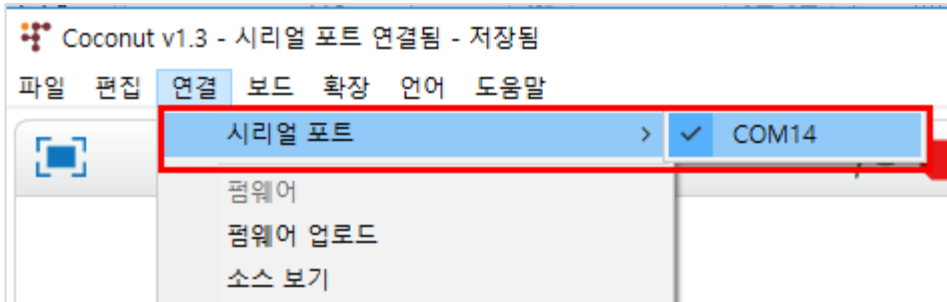 Coconut v1.3 - 시리얼 포트 연결됨 - 저장됨
파일 편집 연결 보드 확장 언어 도움말
시리얼 포트 > ✓ COM14
펌웨어
펌웨어 업로드
소스 보기